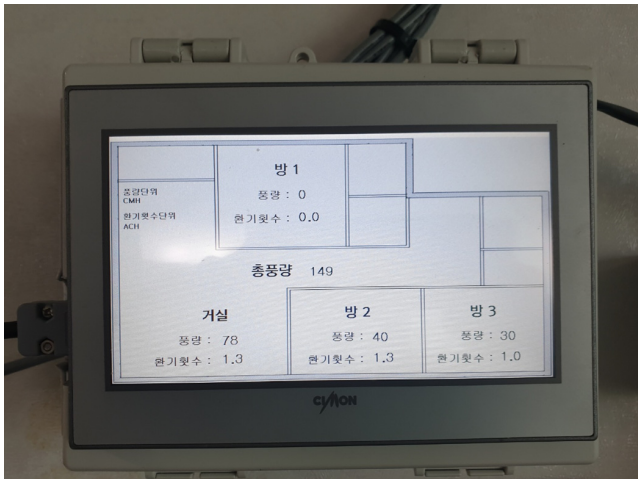 방 1
풍량 : 0
환기횟수 : 0.0
풍량단위
CMH
환기횟수단위
ACH
총풍량 149
거실
풍량 : 78
환기횟수 : 1.3
방 2
풍량 : 40
환기횟수 : 1.3
방 3
풍량 : 30
환기횟수 : 1.0
CIMON